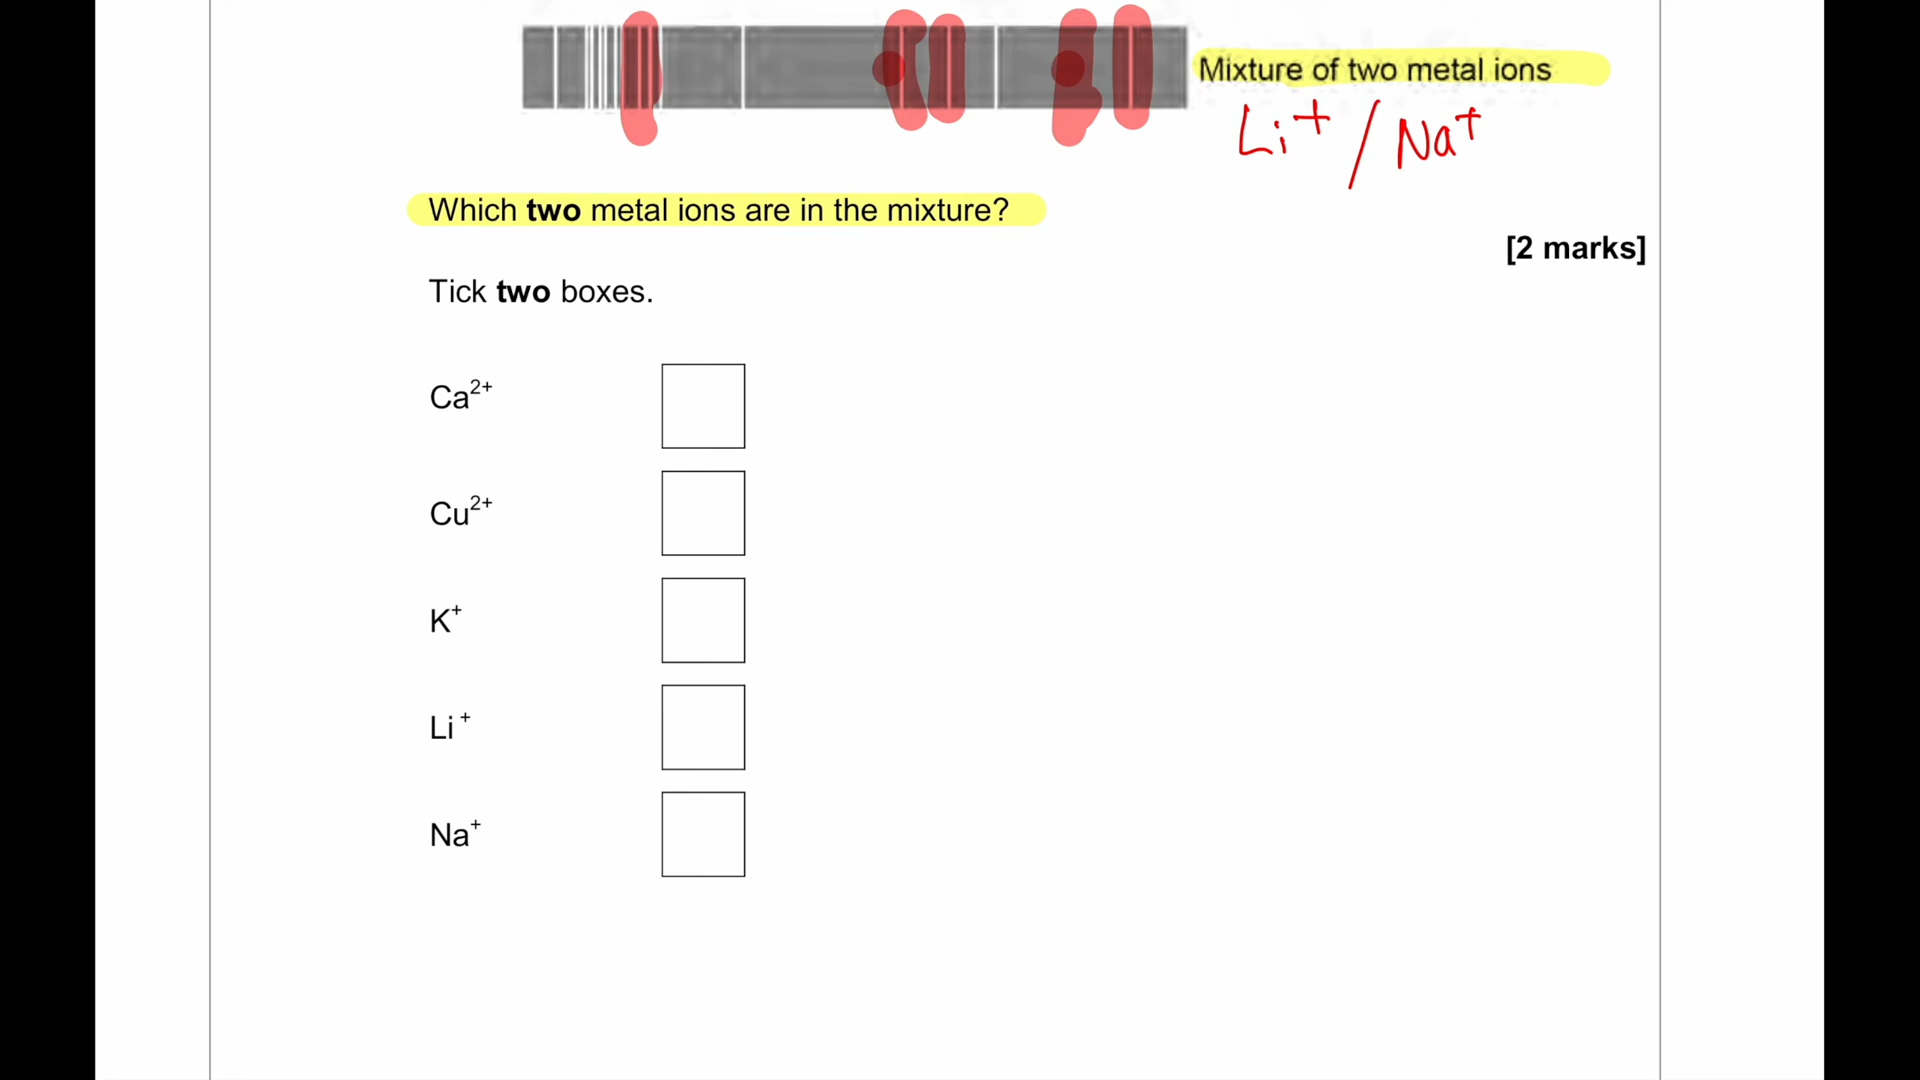 Mixture of two metal ions
Li⁺ / Na⁺
Which two metal ions are in the mixture?
[2 marks]
Tick two boxes.
Ca²⁺
Cu²⁺
K⁺
Li ⁺
Na⁺